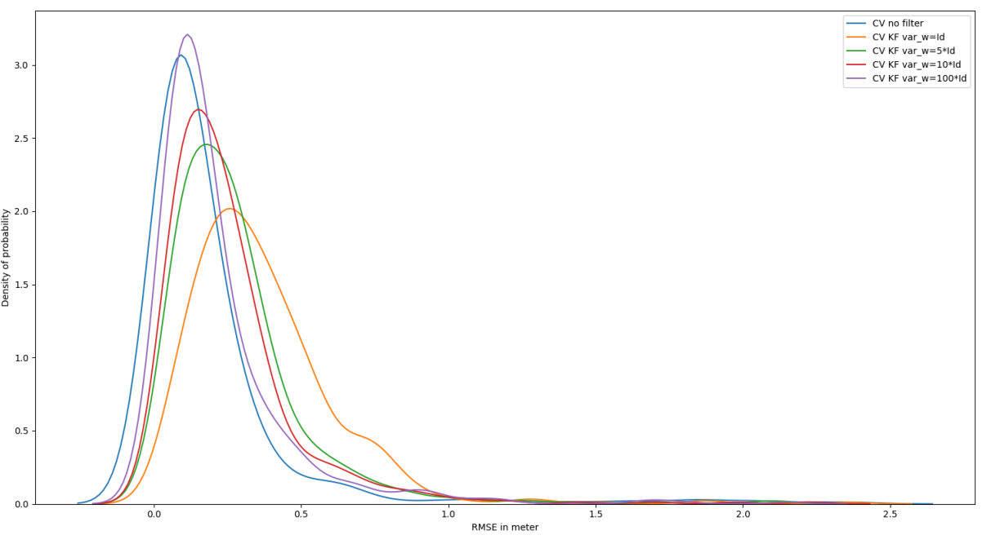 CV no filter
CV KF var_w=Id
CV KF var_w=5*Id
CV KF var_w=10*Id
CV KF var_w=100*Id
Density of probability
3.0
2.5
2.0
1.5
1.0
0.5
0.0
0.0 0.5 1.0 1.5 2.0 2.5
RMSE in meter